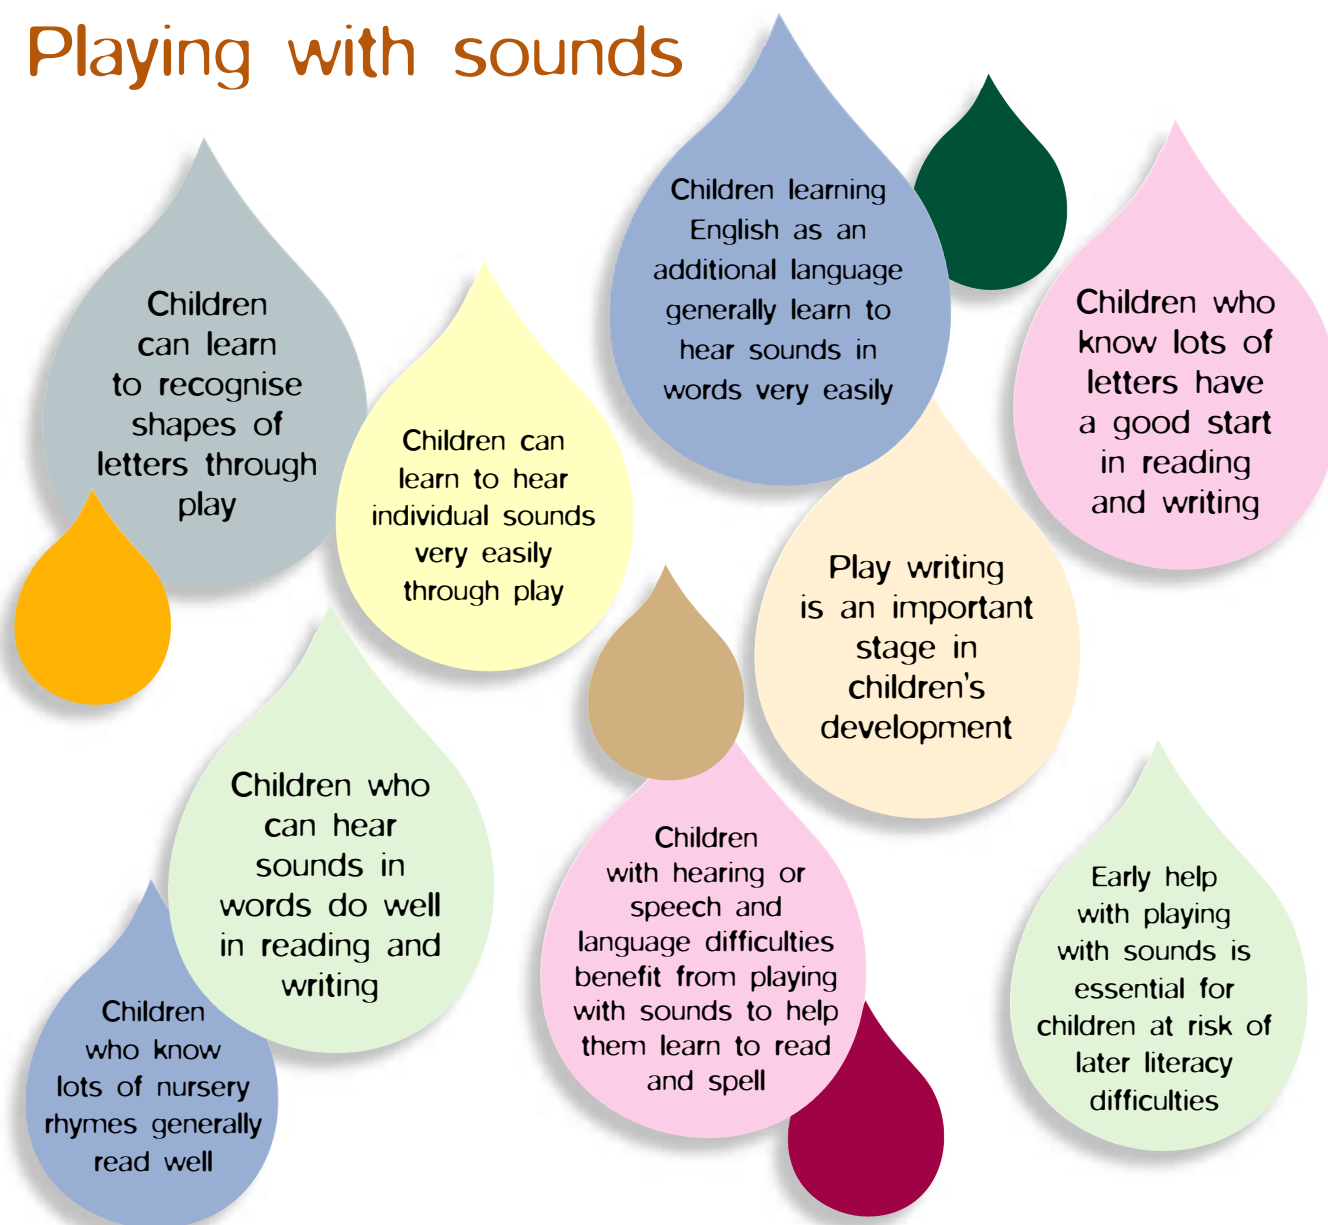 Playing with sounds
Children
can learn
to recognise
shapes of
letters through
play
Children can
learn to hear
individual sounds
very easily
through play
Children learning
English as an
additional language
generally learn to
hear sounds in
words very easily
Children who
know lots of
letters have
a good start
in reading
and writing
Play writing
is an important
stage in
children's
development
Children who
can hear
sounds in
words do well
in reading and
writing
Children
who know
lots of nursery
rhymes generally
read well
Children
with hearing or
speech and
language difficulties
benefit from playing
with sounds to help
them learn to read
and spell
Early help
with playing
with sounds is
essential for
children at risk of
later literacy
difficulties